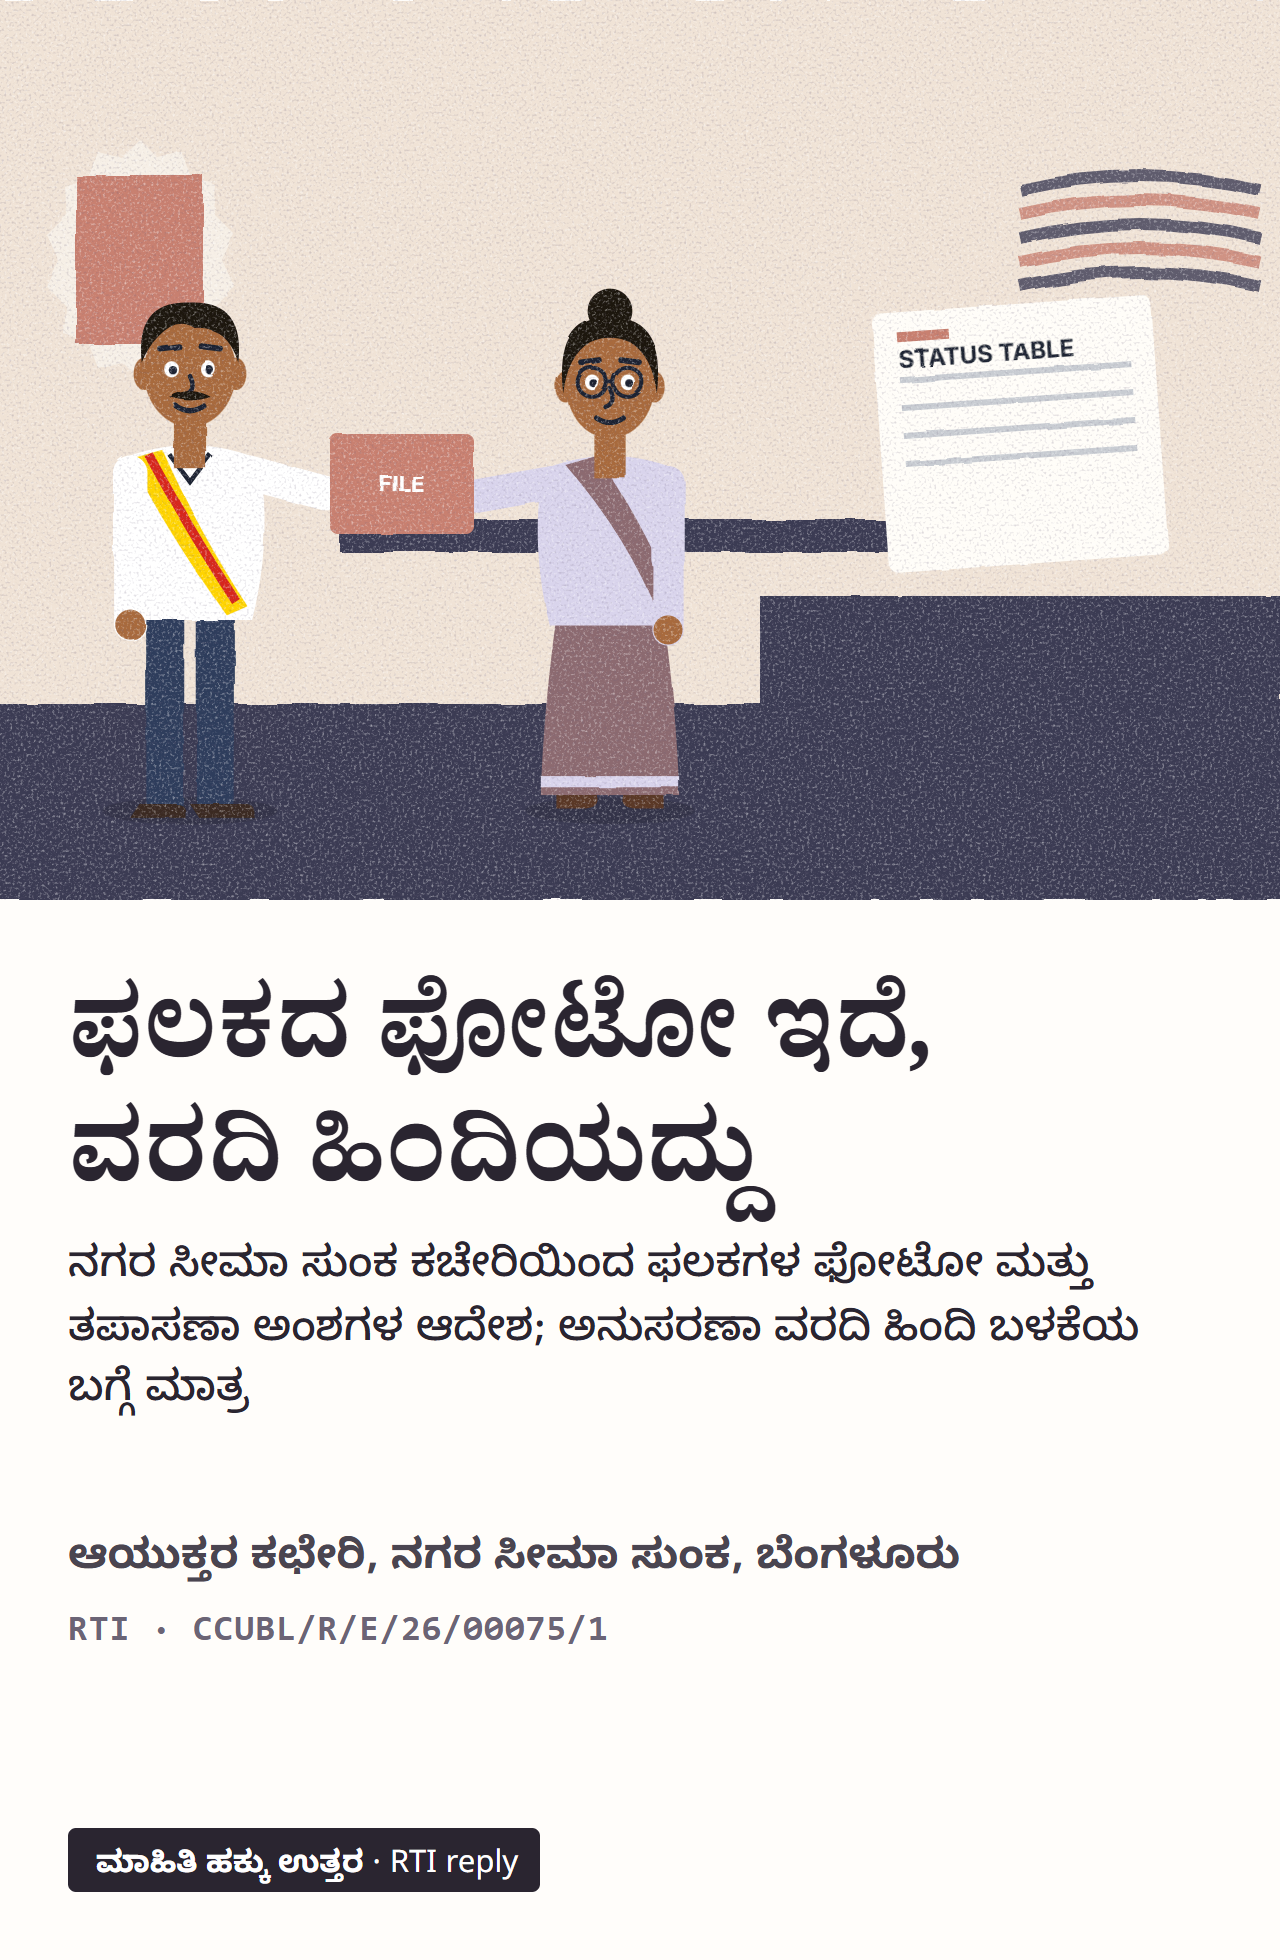 STATUS TABLE
FILE
ಫಲಕದ ಫೋಟೋ ಇದೆ,
ವರದಿ ಹಿಂದಿಯದ್ದು
ನಗರ ಸೀಮಾ ಸುಂಕ ಕಚೇರಿಯಿಂದ ಫಲಕಗಳ ಫೋಟೋ ಮತ್ತು
ತಪಾಸಣಾ ಅಂಶಗಳ ಆದೇಶ; ಅನುಸರಣಾ ವರದಿ ಹಿಂದಿ ಬಳಕೆಯ
ಬಗ್ಗೆ ಮಾತ್ರ
ಆಯುಕ್ತರ ಕಛೇರಿ, ನಗರ ಸೀಮಾ ಸುಂಕ, ಬೆಂಗಳೂರು
RTI · CCUBL/R/E/26/00075/1
ಮಾಹಿತಿ ಹಕ್ಕು ಉತ್ತರ · RTI reply